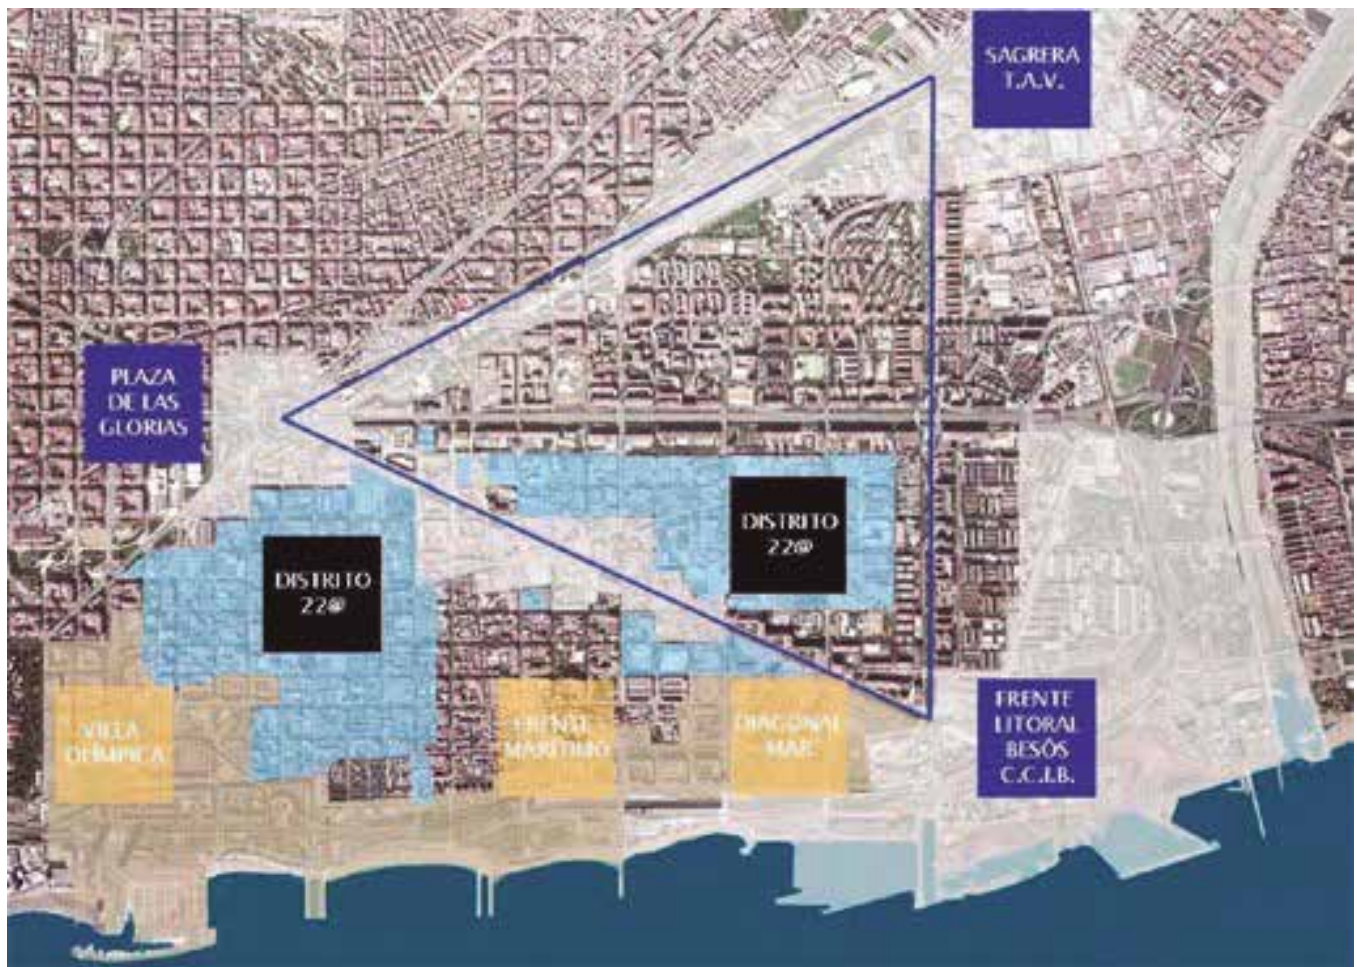 SAGRERA
T.A.V.
PLAZA
DE LAS
GLORIAS
DISTRITO
22@
DISTRITO
22@
VILLA
OLÍMPICA
FRENTE
MARÍTIMO
DIAGONAL
MAR
FRENTE
LITORAL
BESÓS
C.C.I.B.